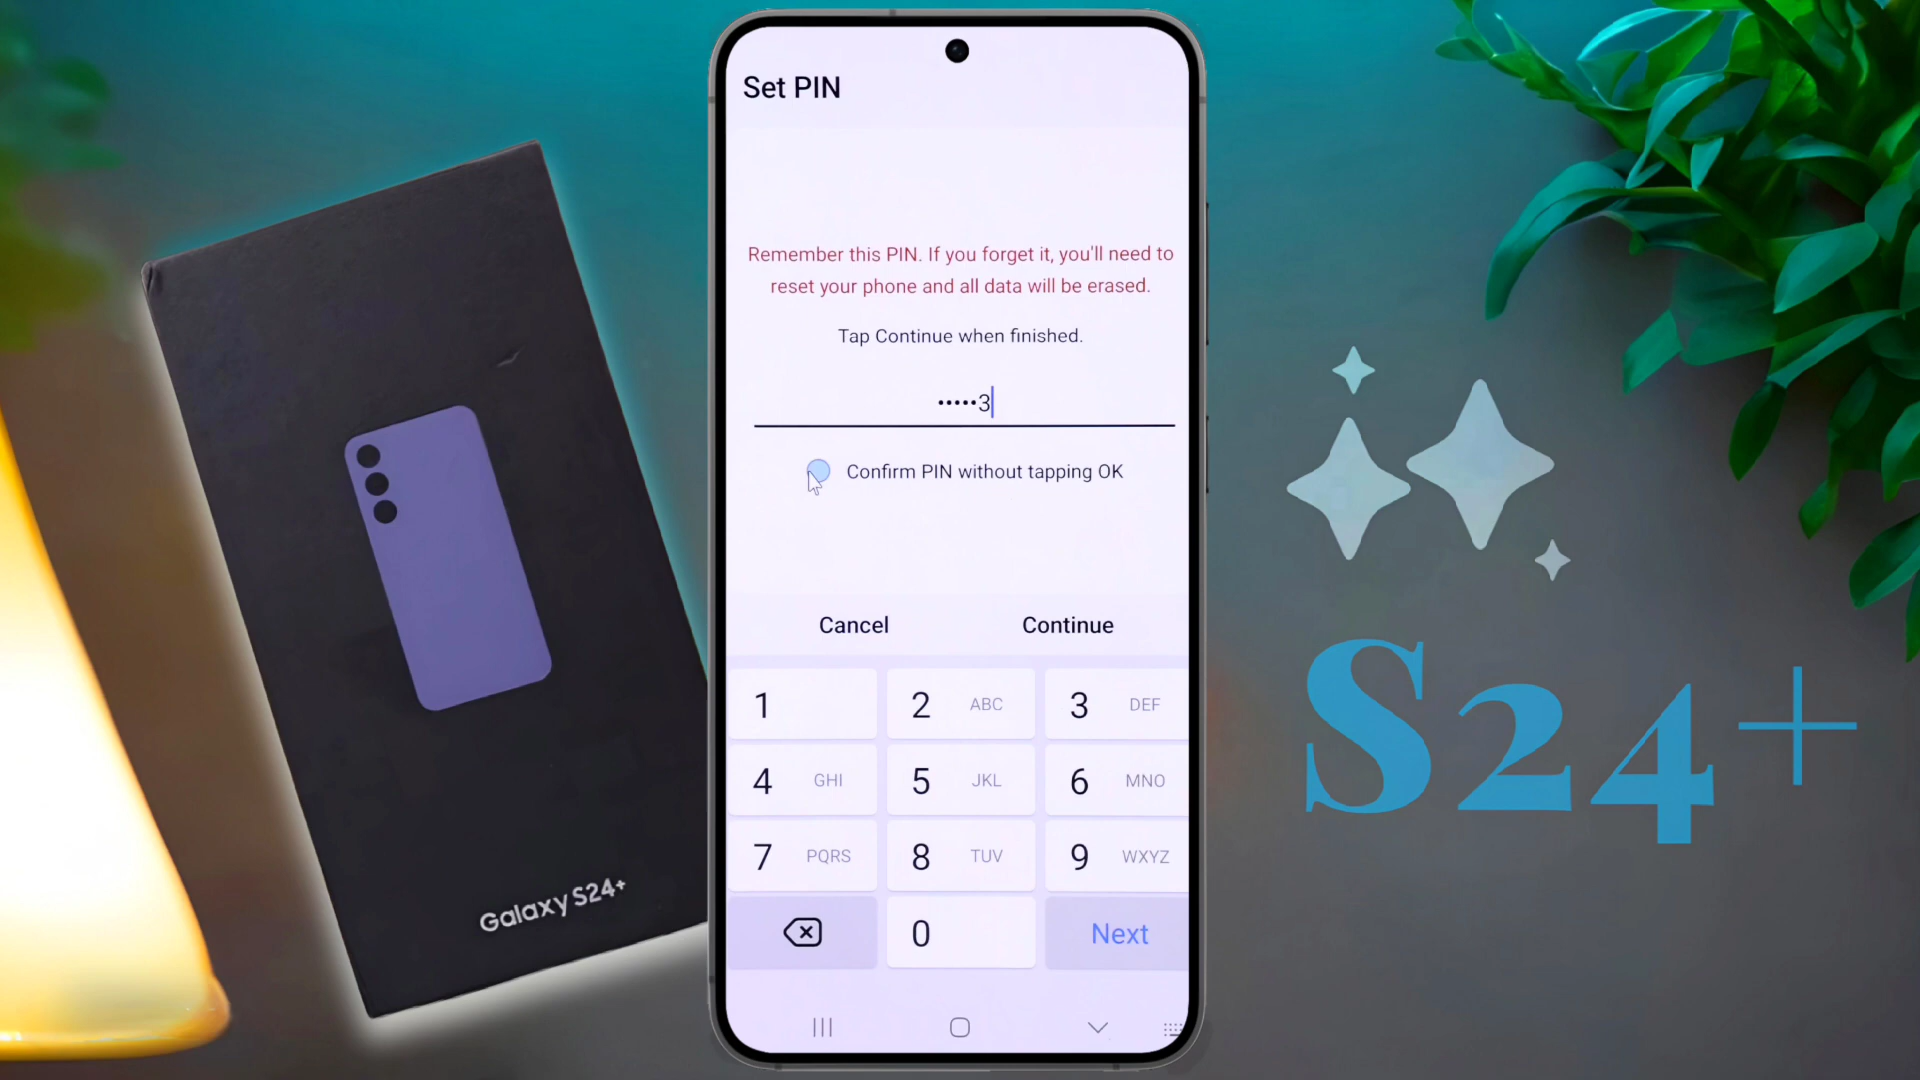 Set PIN
Remember this PIN. If you forget it, you'll need to
reset your phone and all data will be erased.
Tap Continue when finished.
•••••3
Confirm PIN without tapping OK
Cancel Continue
1 2 ABC 3 DEF
4 GHI 5 JKL 6 MNO
7 PQRS 8 TUV 9 WXYZ
0 Next
Galaxy S24+
S24+